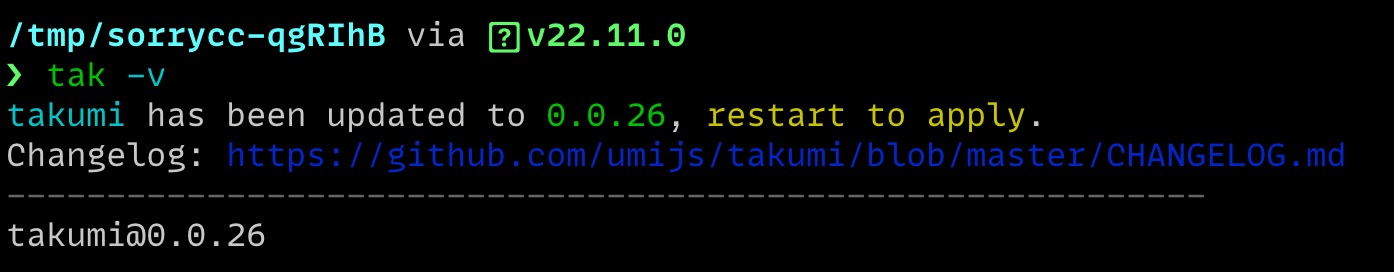 /tmp/sorrycc-qgRIhB via [?]v22.11.0
❯ tak -v
takumi has been updated to 0.0.26, restart to apply.
Changelog: https://github.com/umijs/takumi/blob/master/CHANGELOG.md
------------------------------------------------------------
takumi@0.0.26